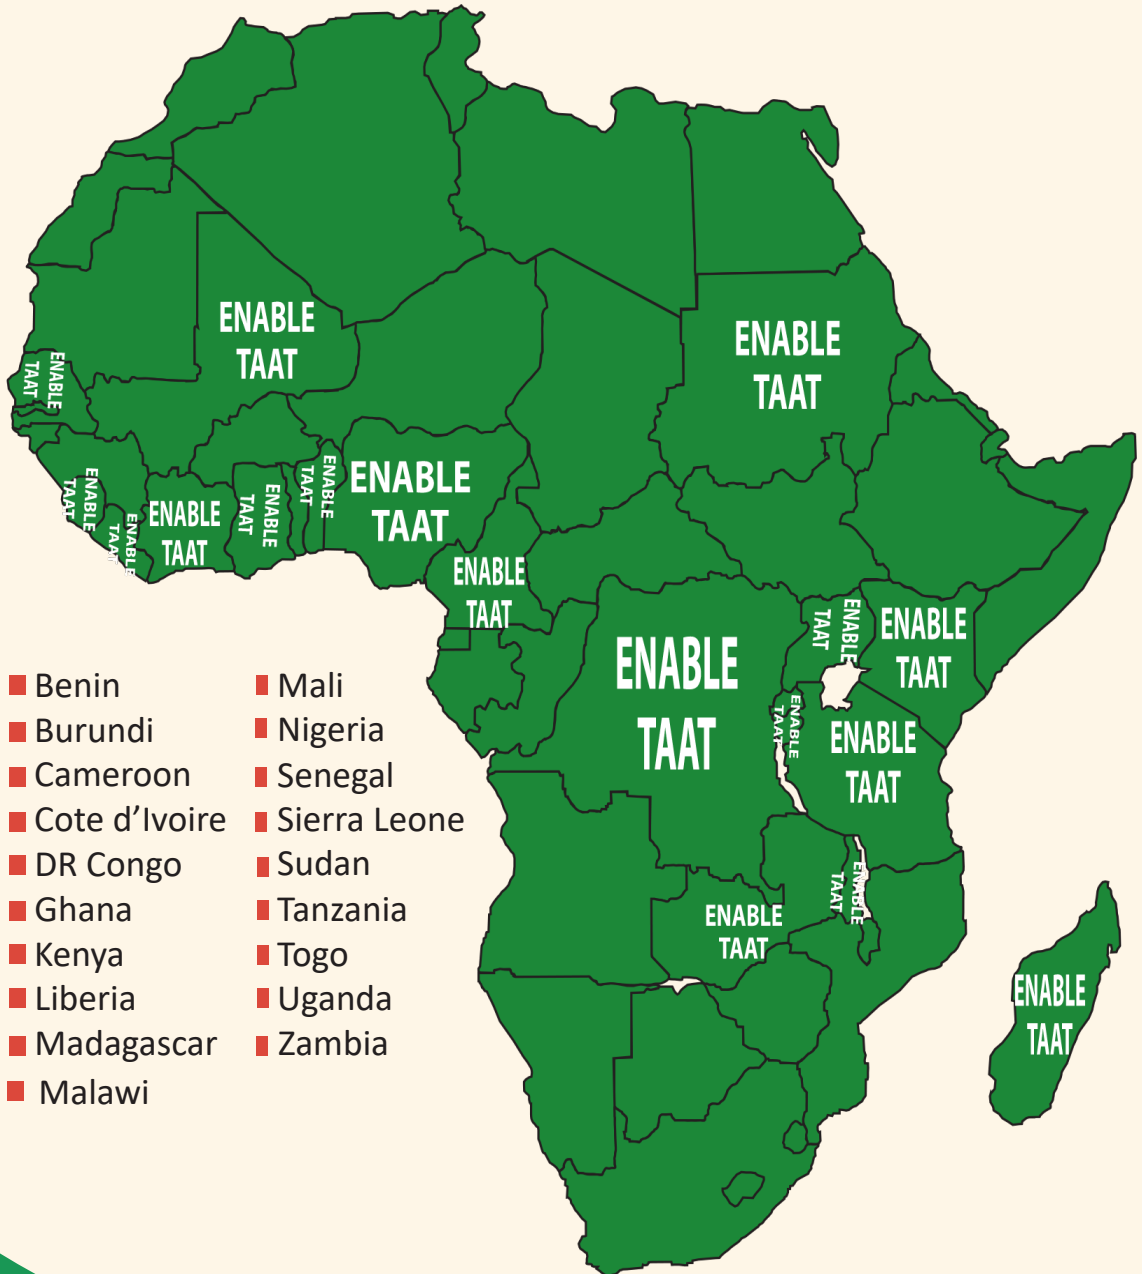 ENABLE
TAAT
ENABLE
TAAT
ENABLE
TAAT
ENABLE
TAAT
ENABLE
TAAT
ENABLE
TAAT
ENABLE
TAAT
ENABLE
TAAT
ENABLE
TAAT
ENABLE
TAAT
ENABLE
TAAT
ENABLE
TAAT
ENABLE
TAAT
ENABLE
TAAT
ENABLE
TAAT
ENABLE
TAAT
ENABLE
TAAT
ENABLE
TAAT
Benin
Burundi
Cameroon
Cote d’Ivoire
DR Congo
Ghana
Kenya
Liberia
Madagascar
Malawi
Mali
Nigeria
Senegal
Sierra Leone
Sudan
Tanzania
Togo
Uganda
Zambia